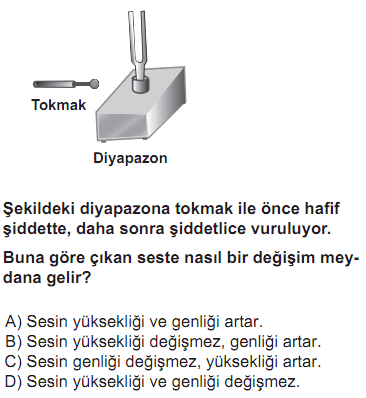 Tokmak
Diyapazon
Şekildeki diyapazona tokmak ile önce hafif
şiddette, daha sonra şiddetlice vuruluyor.
Buna göre çıkan seste nasıl bir değişim mey-
dana gelir?
A) Sesin yüksekliği ve genliği artar.
B) Sesin yüksekliği değişmez, genliği artar.
C) Sesin genliği değişmez, yüksekliği artar.
D) Sesin yüksekliği ve genliği değişmez.